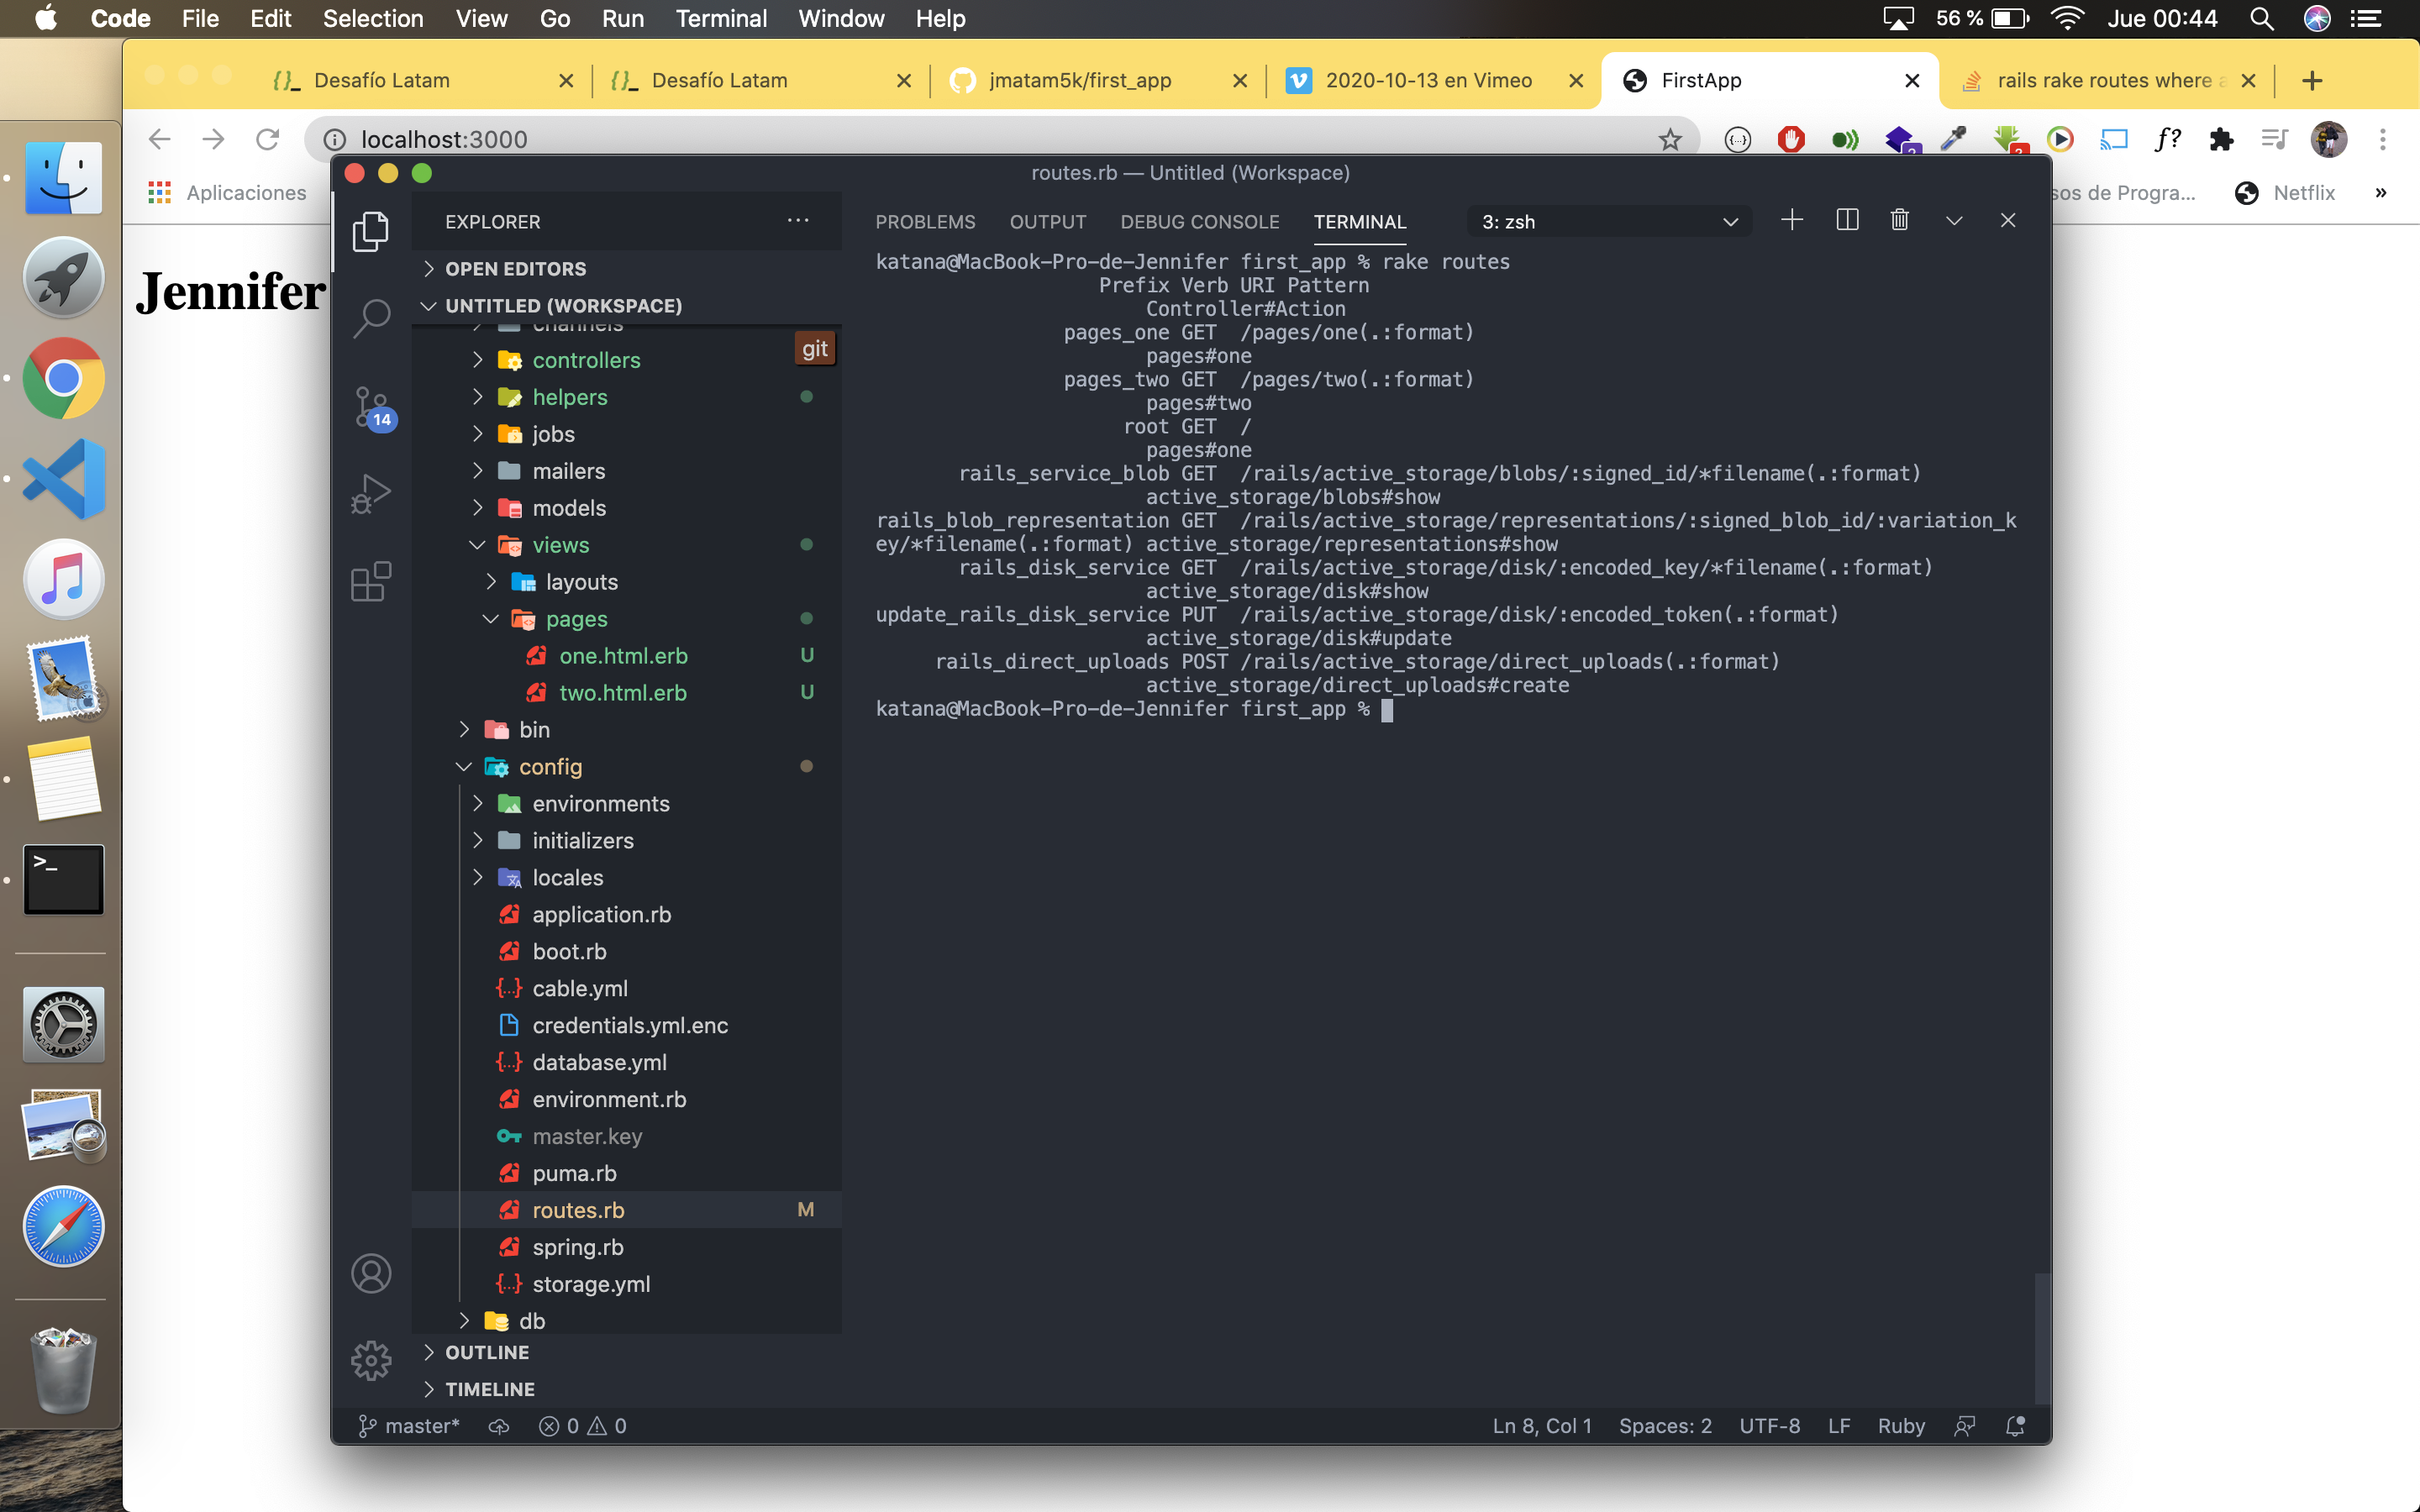 Code File Edit Selection View Go Run Terminal Window Help 56 % Jue 00:44
Desafío Latam Desafío Latam jmatam5k/first_app 2020-10-13 en Vimeo FirstApp rails rake routes where a
localhost:3000
Aplicaciones sos de Progra... Netflix »
Jennifer
routes.rb — Untitled (Workspace)
EXPLORER
OPEN EDITORS
UNTITLED (WORKSPACE)
channels
git
controllers
helpers
jobs
mailers
models
views
layouts
pages
one.html.erb U
two.html.erb U
bin
config
environments
initializers
locales
application.rb
boot.rb
cable.yml
credentials.yml.enc
database.yml
environment.rb
master.key
puma.rb
routes.rb M
spring.rb
storage.yml
db
OUTLINE
TIMELINE
14
PROBLEMS OUTPUT DEBUG CONSOLE TERMINAL 3: zsh
katana@MacBook-Pro-de-Jennifer first_app % rake routes
Prefix Verb URI Pattern
Controller#Action
pages_one GET /pages/one(.:format)
pages#one
pages_two GET /pages/two(.:format)
pages#two
root GET /
pages#one
rails_service_blob GET /rails/active_storage/blobs/:signed_id/*filename(.:format)
active_storage/blobs#show
rails_blob_representation GET /rails/active_storage/representations/:signed_blob_id/:variation_k
ey/*filename(.:format) active_storage/representations#show
rails_disk_service GET /rails/active_storage/disk/:encoded_key/*filename(.:format)
active_storage/disk#show
update_rails_disk_service PUT /rails/active_storage/disk/:encoded_token(.:format)
active_storage/disk#update
rails_direct_uploads POST /rails/active_storage/direct_uploads(.:format)
active_storage/direct_uploads#create
katana@MacBook-Pro-de-Jennifer first_app %
master* 0 0 Ln 8, Col 1 Spaces: 2 UTF-8 LF Ruby